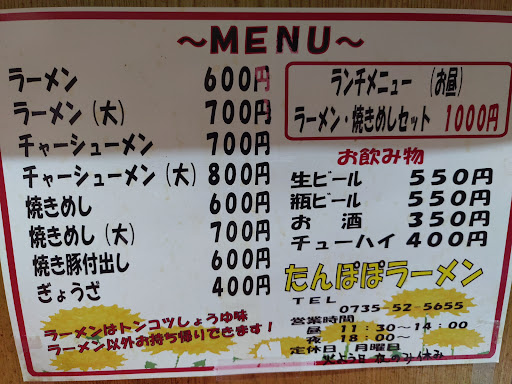 ～MENU～
ラーメン 600円
ラーメン（大） 700円
チャーシューメン 700円
チャーシューメン（大） 800円
焼きめし 600円
焼きめし（大） 700円
焼き豚付出し 600円
ぎょうざ 400円
ラーメンはトンコツしょうゆ味
ラーメン以外お持ち帰りできます！
ランチメニュー （お昼）
ラーメン・焼きめしセット 1000円
お飲み物
生ビール 550円
瓶ビール 550円
お 酒 350円
チューハイ 400円
たんぽぽラーメン
TEL
0735-52-5655
営業時間
昼 11：30～14：00
夜 18：00～
定休日 月曜日
火よう日 夜のみ休み